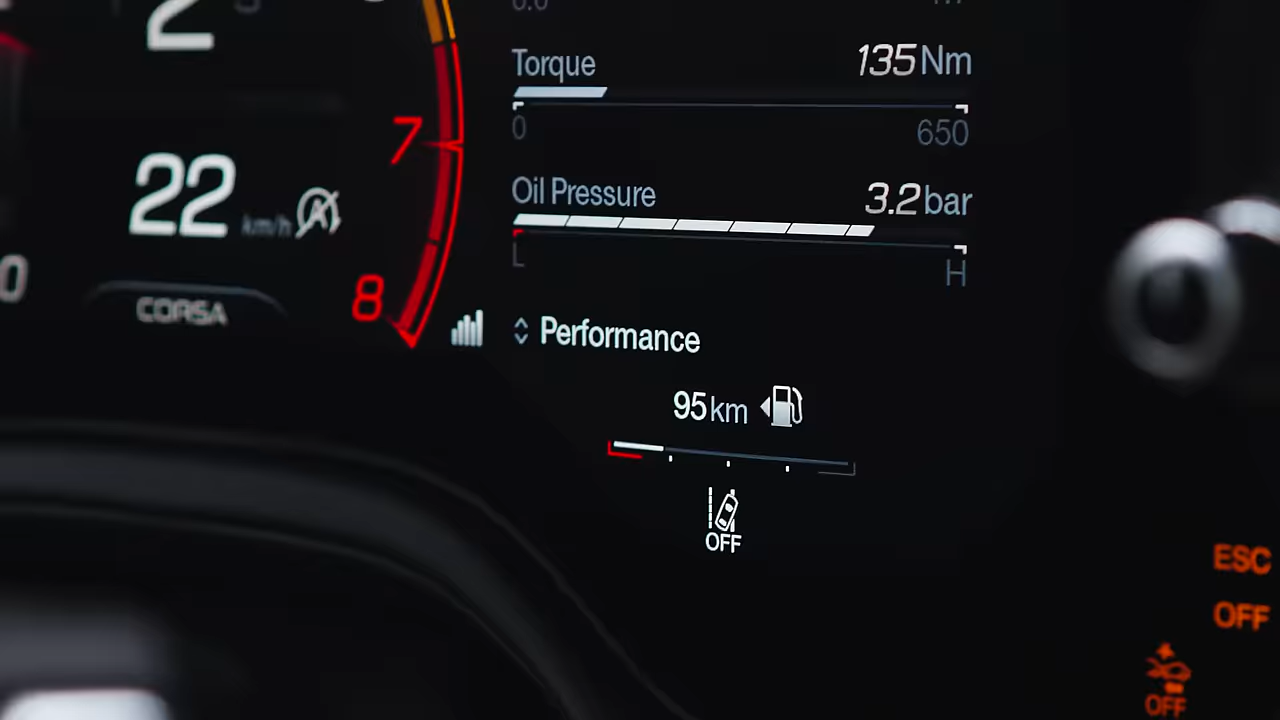 2
Torque 135 Nm
0 650
7
Oil Pressure 3.2 bar
22 km/h A
L H
0
CORSA
8
Performance
95 km
OFF
ESC
OFF
OFF